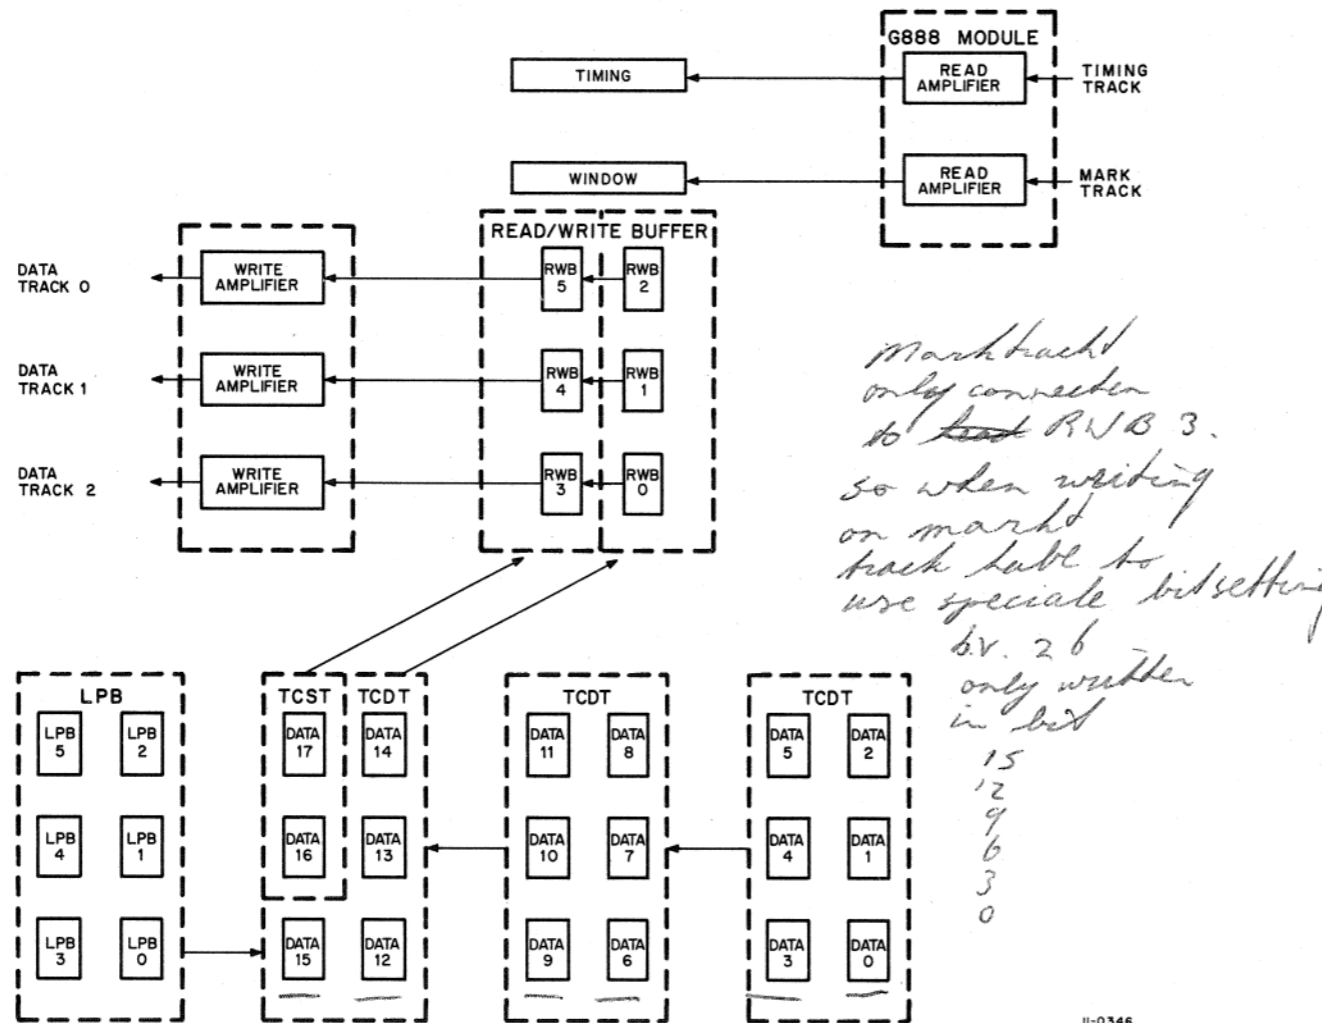 G888 MODULE
TIMING
READ
AMPLIFIER
TIMING
TRACK
WINDOW
READ
AMPLIFIER
MARK
TRACK
READ/WRITE BUFFER
DATA
TRACK 0
WRITE
AMPLIFIER
RWB
5
RWB
2
DATA
TRACK 1
WRITE
AMPLIFIER
RWB
4
RWB
1
DATA
TRACK 2
WRITE
AMPLIFIER
RWB
3
RWB
0
only connecten
to RWB 3.
so when writing
on markt
track habe to
use speciale bitsetting
b.v. 26
only written
in bit
15
12
9
6
3
0
LPB
LPB
5
LPB
2
LPB
4
LPB
1
LPB
3
LPB
0
TCST
TCDT
DATA
17
DATA
14
DATA
16
DATA
13
DATA
15
DATA
12
TCDT
DATA
11
DATA
8
DATA
10
DATA
7
DATA
9
DATA
6
TCDT
DATA
5
DATA
2
DATA
4
DATA
1
DATA
3
DATA
0
11-0346